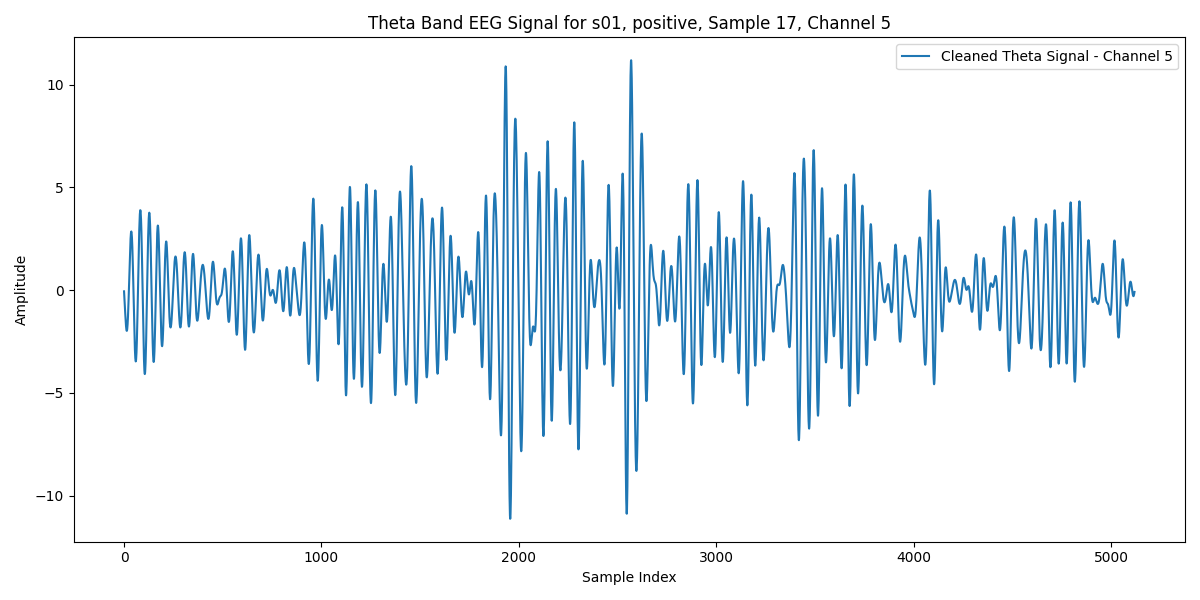 Theta Band EEG Signal for s01, positive, Sample 17, Channel 5
Cleaned Theta Signal - Channel 5
Amplitude
10
5
0
−5
−10
0 1000 2000 3000 4000 5000
Sample Index